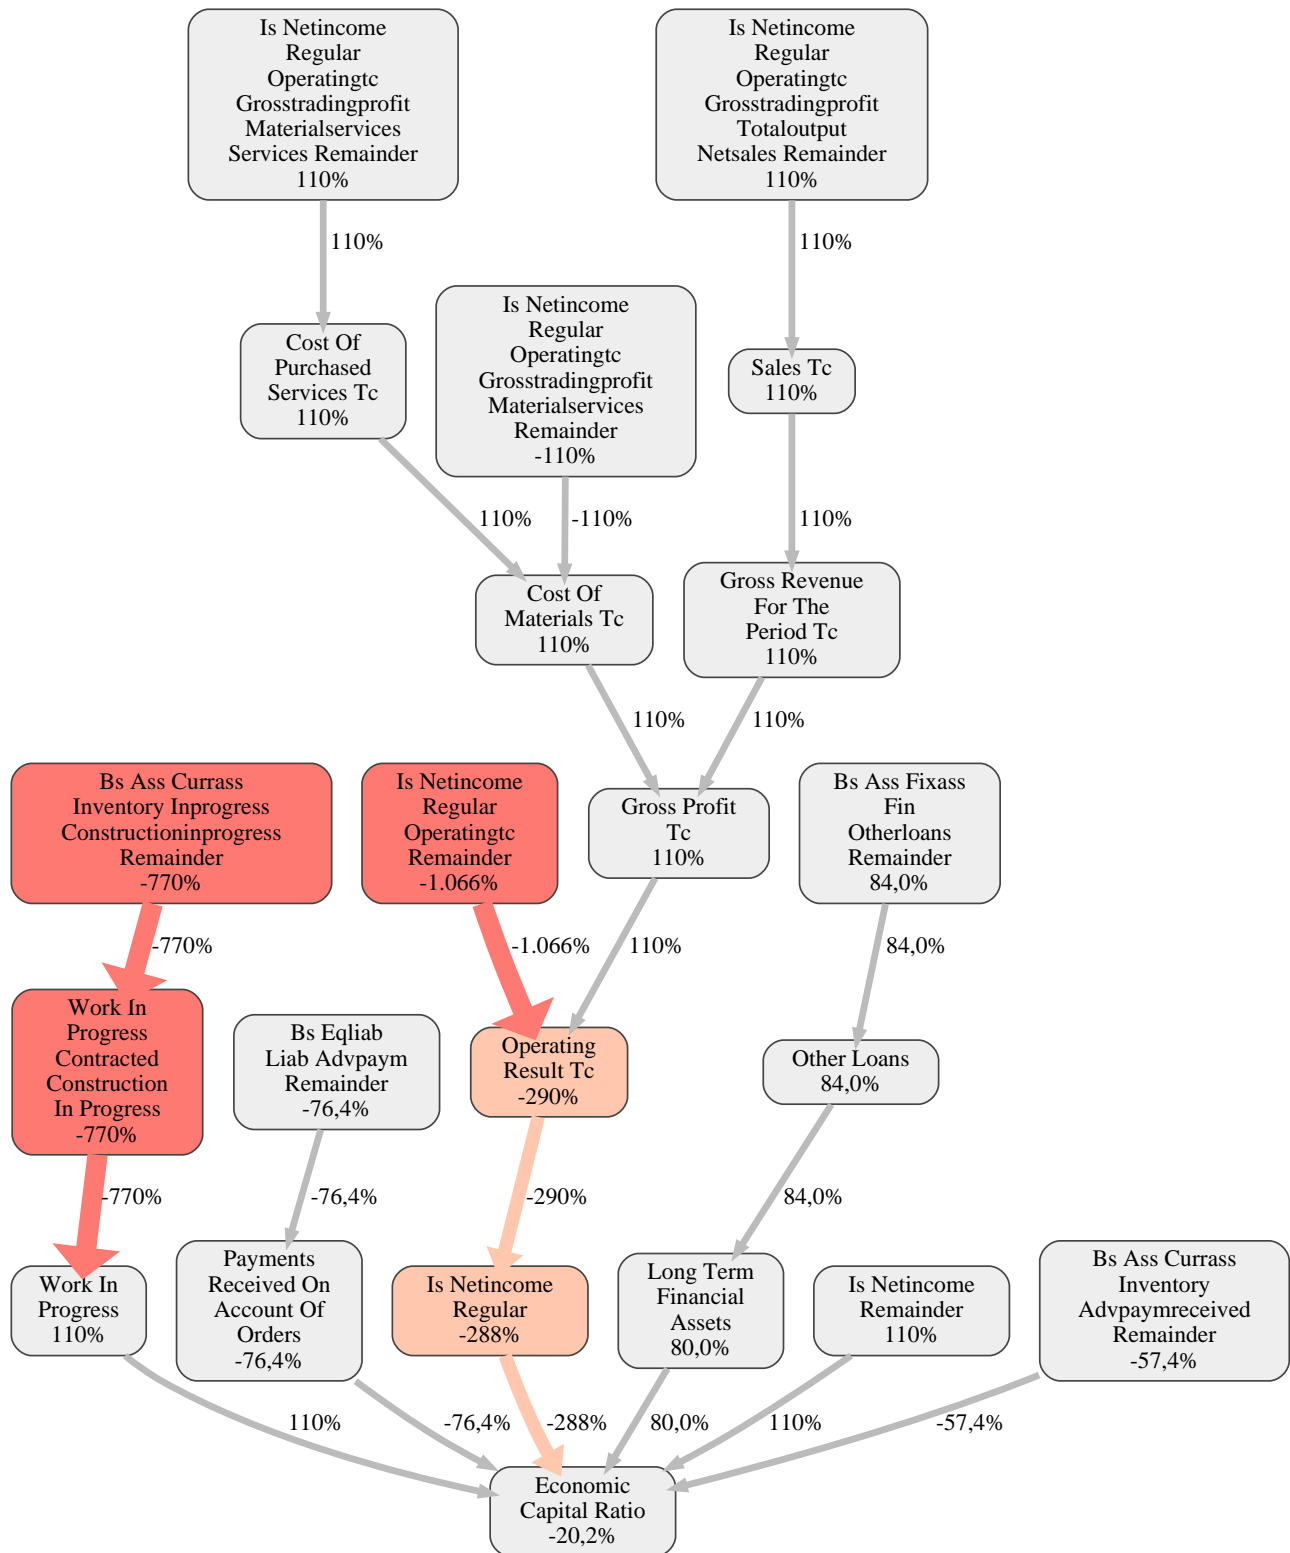 Is Netincome
Regular
Operatingtc
Grosstradingprofit
Materialservices
Services Remainder
110%
Is Netincome
Regular
Operatingtc
Grosstradingprofit
Totaloutput
Netsales Remainder
110%
110%
110%
Cost Of
Purchased
Services Tc
110%
Is Netincome
Regular
Operatingtc
Grosstradingprofit
Materialservices
Remainder
-110%
Sales Tc
110%
110%
-110%
110%
Cost Of
Materials Tc
110%
Gross Revenue
For The
Period Tc
110%
110%
110%
Bs Ass Currass
Inventory Inprogress
Constructioninprogress
Remainder
-770%
Is Netincome
Regular
Operatingtc
Remainder
-1.066%
Gross Profit
Tc
110%
Bs Ass Fixass
Fin
Otherloans
Remainder
84,0%
-770%
-1.066%
110%
84,0%
Work In
Progress
Contracted
Construction
In Progress
-770%
Bs Eqliab
Liab Advpaym
Remainder
-76,4%
Operating
Result Tc
-290%
Other Loans
84,0%
-770%
-76,4%
-290%
84,0%
Work In
Progress
110%
Payments
Received On
Account Of
Orders
-76,4%
Is Netincome
Regular
-288%
Long Term
Financial
Assets
80,0%
Is Netincome
Remainder
110%
Bs Ass Currass
Inventory
Advpaymreceived
Remainder
-57,4%
110%
-76,4%
-288%
80,0%
110%
-57,4%
Economic
Capital Ratio
-20,2%